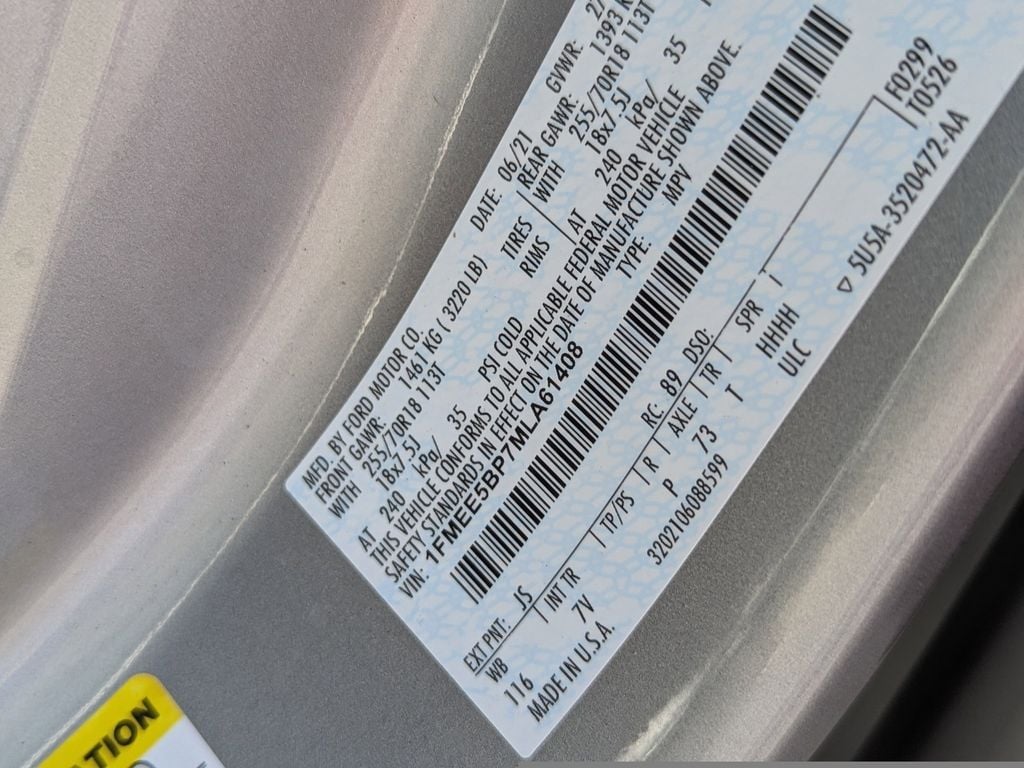 MFD. BY FORD MOTOR CO. DATE: 06/21 GVWR:
FRONT GAWR: 1461 KG ( 3220 LB) REAR GAWR: 1393
WITH 255/70R18 113T TIRES WITH 255/70R18 113T
18x7.5J RIMS 18x7.5J
AT 240 kPa/ 35 PSI COLD AT 240 kPa/ 35
THIS VEHICLE CONFORMS TO ALL APPLICABLE FEDERAL MOTOR VEHICLE
SAFETY STANDARDS IN EFFECT ON THE DATE OF MANUFACTURE SHOWN ABOVE.
VIN: 1FMEE5BP7MLA61408 TYPE: MPV
EXT PNT: JS RC: 89 DSO: F0299
WB INT TR TP/PS R AXLE TR SPR T0526
116 7V P 73 T HHHH
MADE IN U.S.A. 3202106088599 ULC
▽ 5U5A-3520472-AA